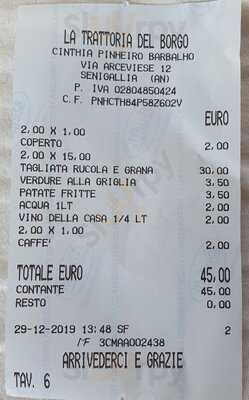 LA TRATTORIA DEL BORGO
CINTHIA PINHEIRO BARBALHO
VIA ARCEVIESE 12
SENIGALLIA (AN)
P. IVA 02804850424
C.F. PNHCTH84P58Z602V
EURO
2,00 X 1,00
COPERTO 2,00
2,00 X 15,00
TAGLIATA RUCOLA E GRANA 30,00
VERDURE ALLA GRIGLIA 3,50
PATATE FRITTE 3,50
ACQUA 1LT 2,00
VINO DELLA CASA 1/4 LT 2,00
2,00 X 1,00
CAFFE' 2,00
TOTALE EURO 45,00
CONTANTE 45,00
RESTO 0,00
29-12-2019 13:48 SF 2
MF 3CMAA002438
ARRIVEDERCI E GRAZIE
TAV. 6